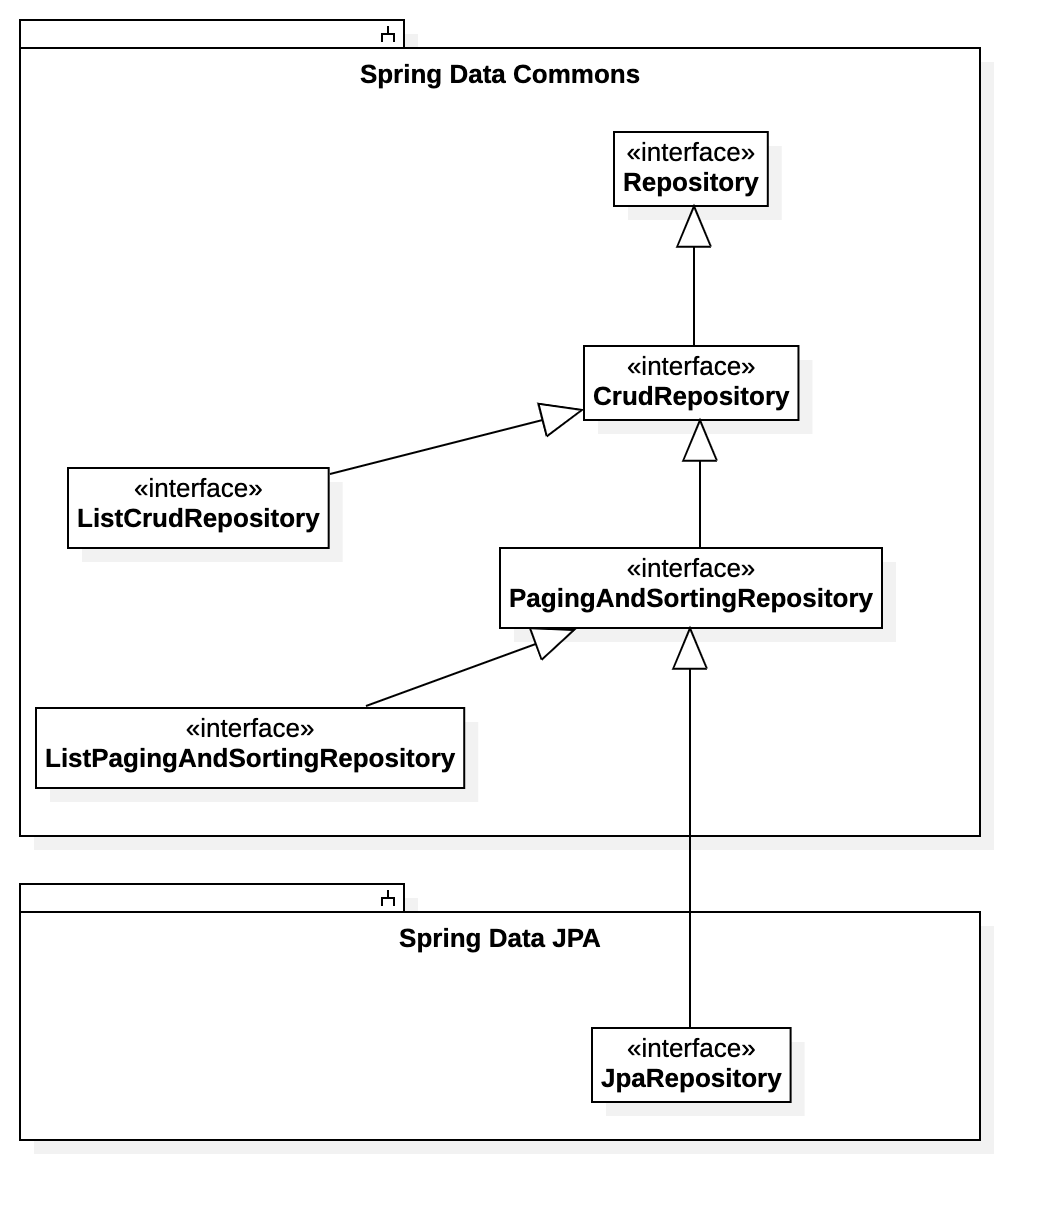 Spring Data Commons
«interface»
Repository
«interface»
CrudRepository
«interface»
ListCrudRepository
«interface»
PagingAndSortingRepository
«interface»
ListPagingAndSortingRepository
Spring Data JPA
«interface»
JpaRepository